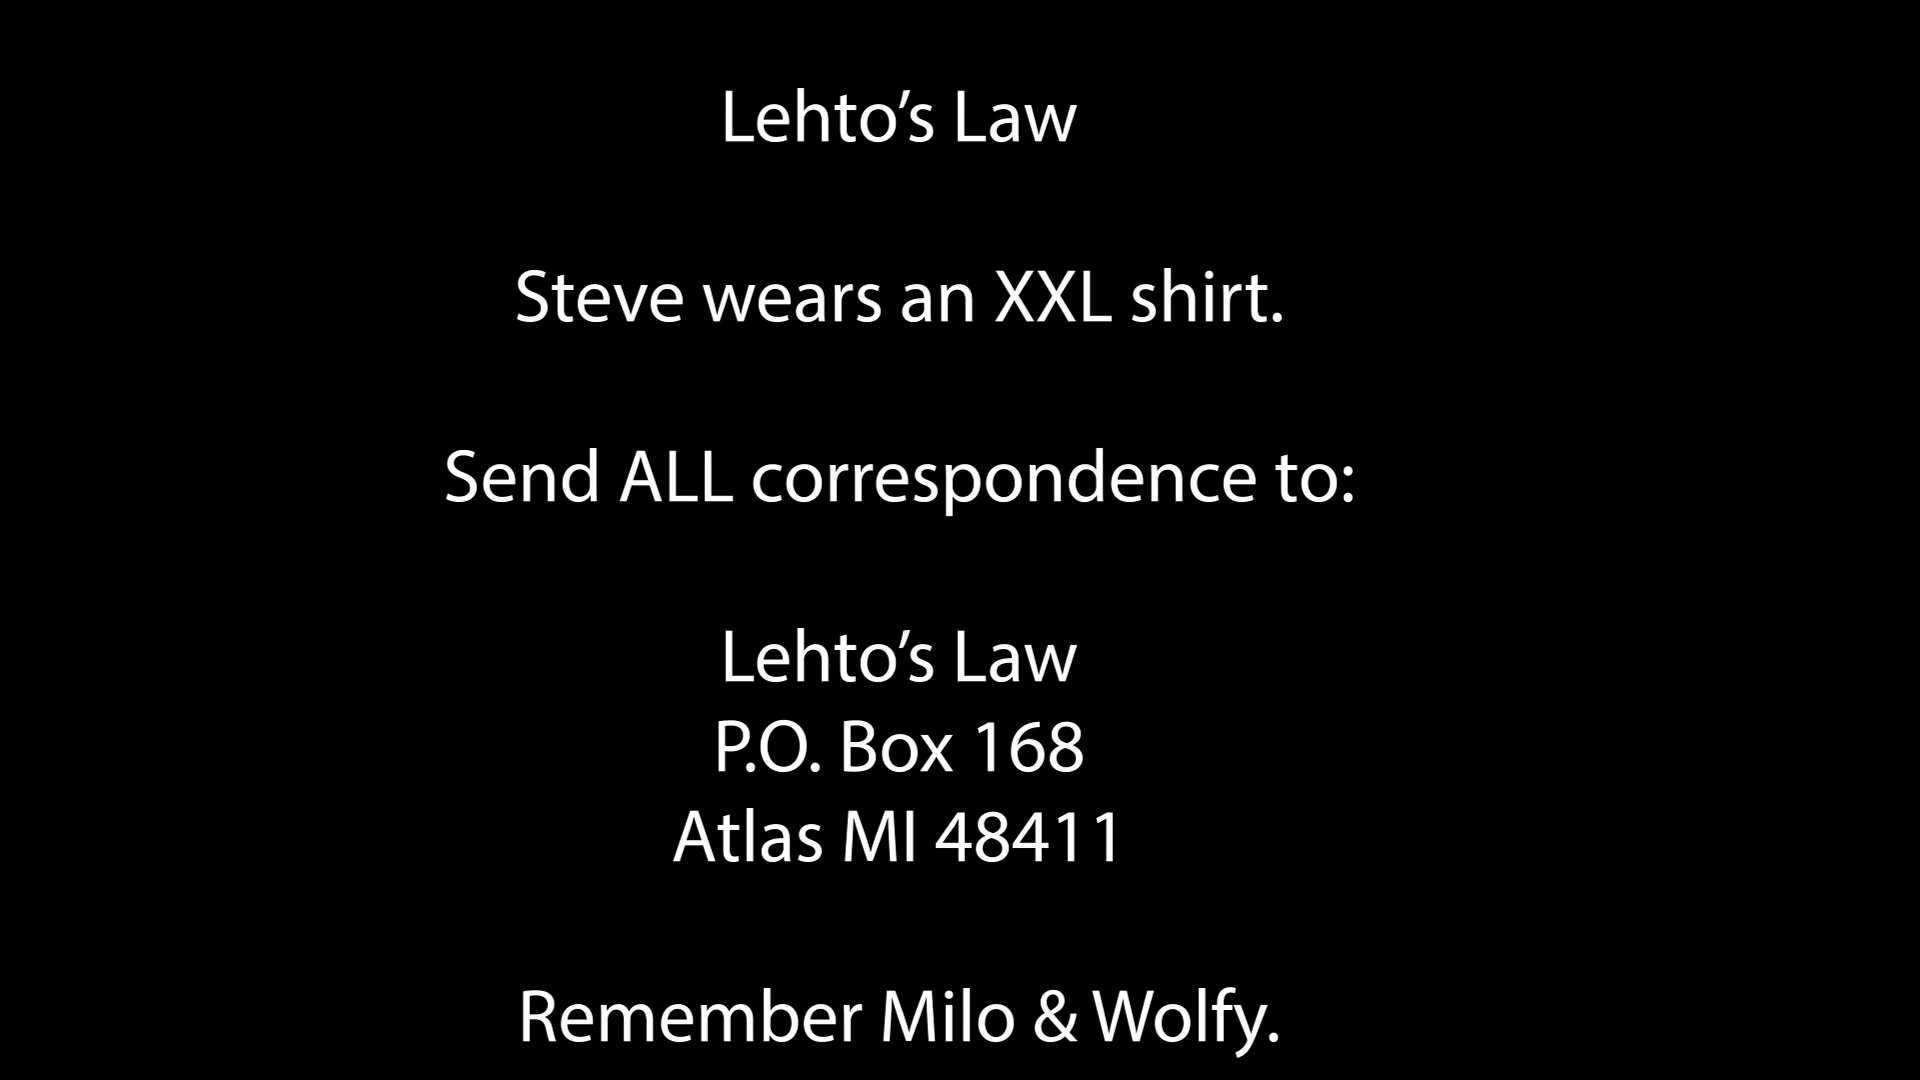 Lehto’s Law
Steve wears an XXL shirt.
Send ALL correspondence to:
Lehto’s Law
P.O. Box 168
Atlas MI 48411
Remember Milo & Wolfy.